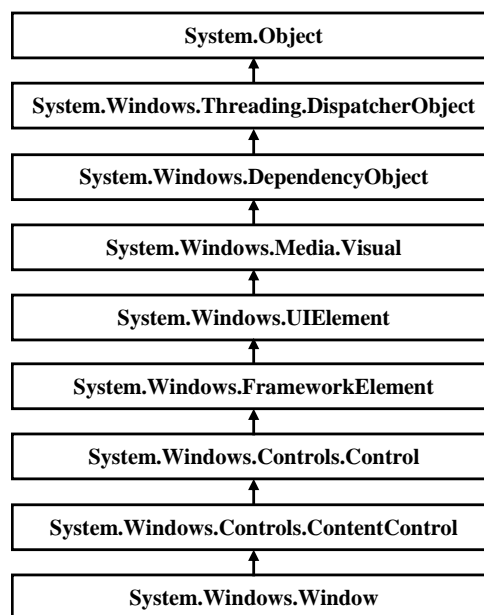 System.Object
System.Windows.Threading.DispatcherObject
System.Windows.DependencyObject
System.Windows.Media.Visual
System.Windows.UIElement
System.Windows.FrameworkElement
System.Windows.Controls.Control
System.Windows.Controls.ContentControl
System.Windows.Window